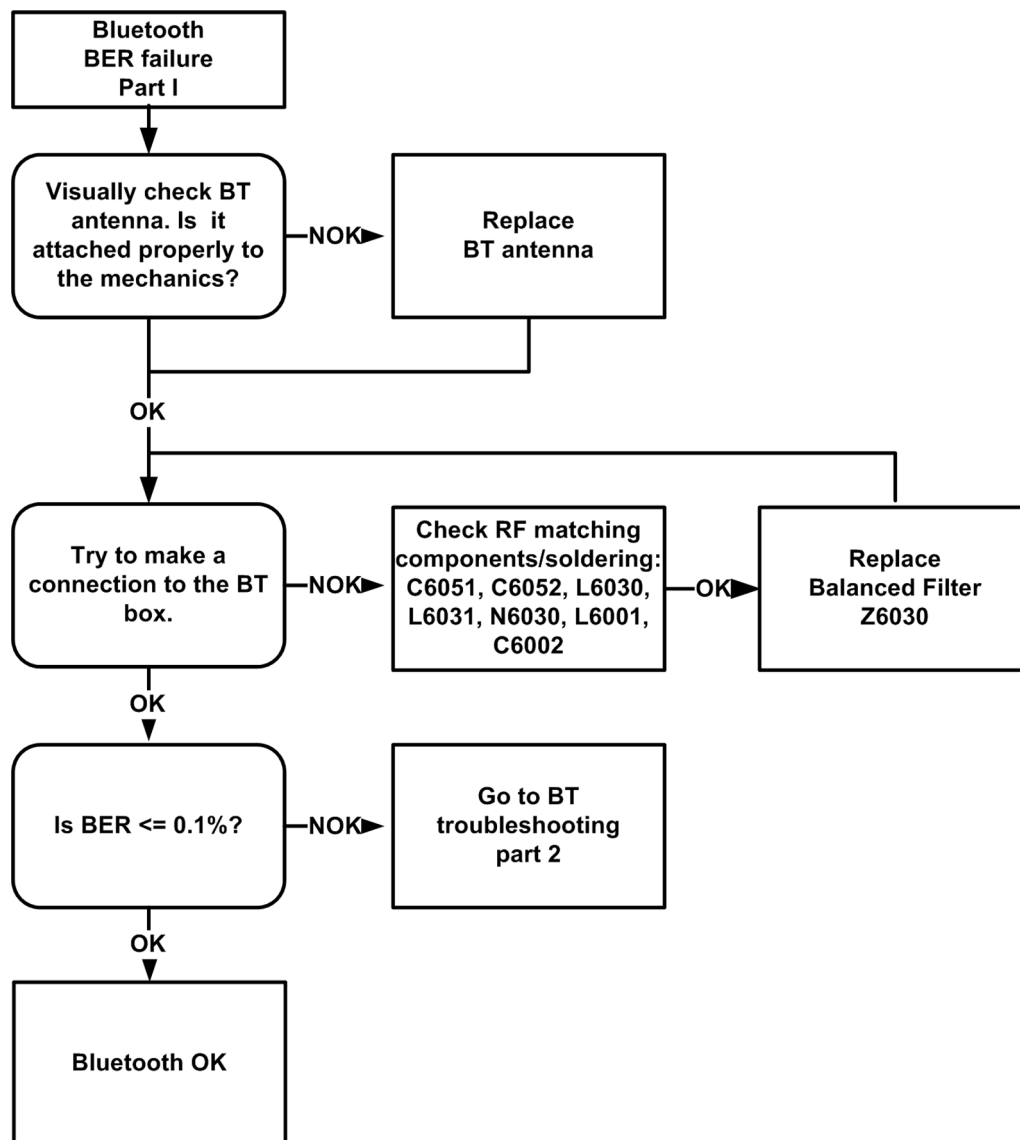 Bluetooth
BER failure
Part I
Visually check BT
antenna. Is it
attached properly to
the mechanics?
NOK
Replace
BT antenna
OK
Try to make a
connection to the BT
box.
NOK
Check RF matching
components/soldering:
C6051, C6052, L6030,
L6031, N6030, L6001,
C6002
OK
Replace
Balanced Filter
Z6030
OK
Is BER <= 0.1%?
NOK
Go to BT
troubleshooting
part 2
OK
Bluetooth OK